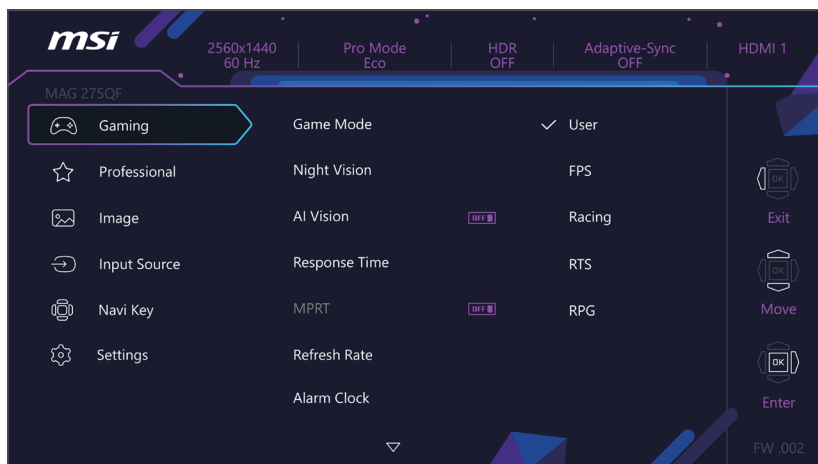 msi
2560x1440
60 Hz
Pro Mode
Eco
HDR
OFF
Adaptive-Sync
OFF
HDMI 1
MAG 275QF
Gaming
Professional
Image
Input Source
Navi Key
Settings
Game Mode
Night Vision
AI Vision
OFF
Response Time
MPRT
OFF
Refresh Rate
Alarm Clock
User
FPS
Racing
RTS
RPG
OK
Exit
OK
Move
OK
Enter
FW .002